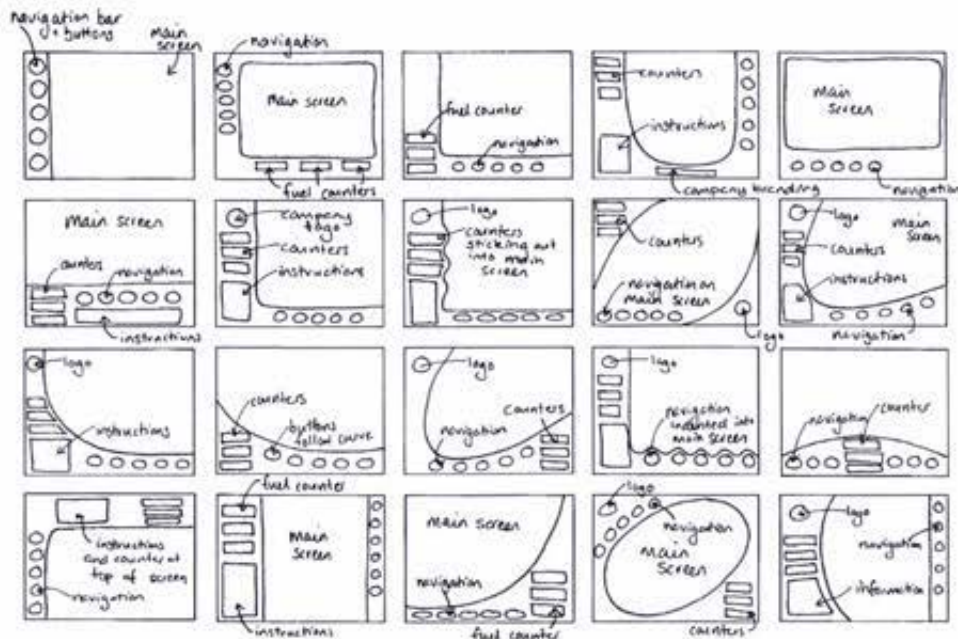 navigation bar
+ buttons
main
screen
navigation
main screen
fuel counters
fuel counter
navigation
counters
instructions
company branding
main
screen
navigation
main screen
counters
navigation
instructions
company
logo
counters
instructions
logo
counters
sticking out
into main
screen
counters
navigation on
main screen
logo
logo
main
screen
counters
instructions
navigation
logo
instructions
counters
buttons
follow curve
logo
counters
navigation
logo
navigation
indented into
main screen
navigation
counter
instructions
and counter at
top of screen
navigation
fuel counter
main
screen
instructions
main screen
navigation
fuel counter
logo
navigation
main
screen
counters
logo
navigation
information